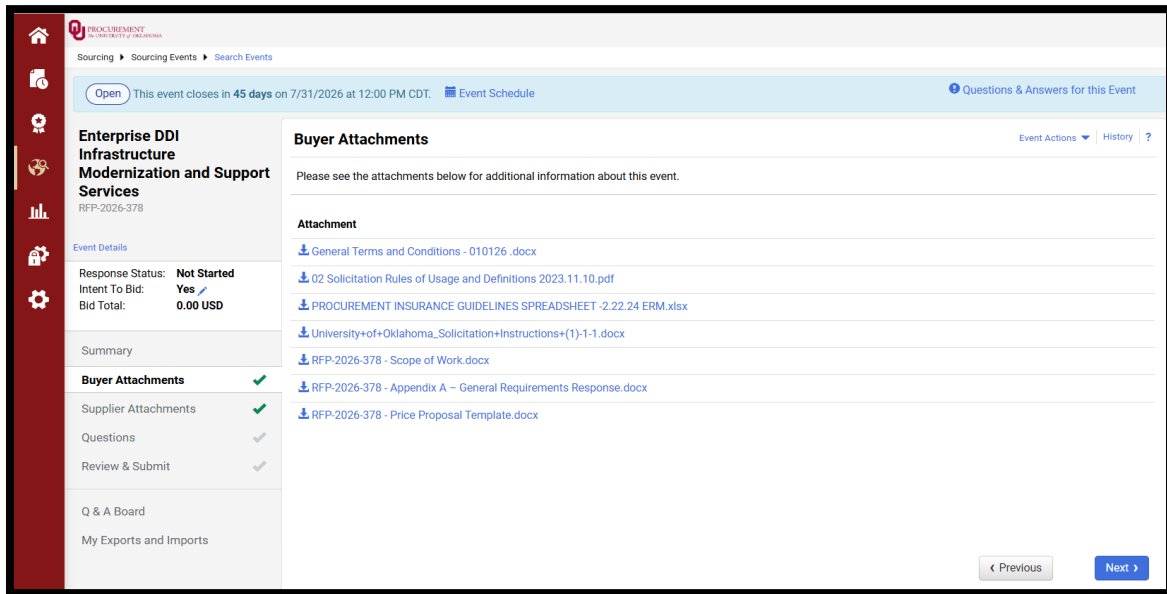 PROCUREMENT
The UNIVERSITY of OKLAHOMA
Sourcing Sourcing Events Search Events
Open This event closes in 45 days on 7/31/2026 at 12:00 PM CDT. Event Schedule
Questions & Answers for this Event
Enterprise DDI
Infrastructure
Modernization and Support
Services
RFP-2026-378
Event Details
Response Status: Not Started
Intent To Bid: Yes
Bid Total: 0.00 USD
Summary
Buyer Attachments
Supplier Attachments
Questions
Review & Submit
Q & A Board
My Exports and Imports
Buyer Attachments
Event Actions History ?
Please see the attachments below for additional information about this event.
Attachment
General Terms and Conditions - 010126 .docx
02 Solicitation Rules of Usage and Definitions 2023.11.10.pdf
PROCUREMENT INSURANCE GUIDELINES SPREADSHEET -2.22.24 ERM.xlsx
University+of+Oklahoma_Solicitation+Instructions+(1)-1-1.docx
RFP-2026-378 - Scope of Work.docx
RFP-2026-378 - Appendix A – General Requirements Response.docx
RFP-2026-378 - Price Proposal Template.docx
Previous
Next